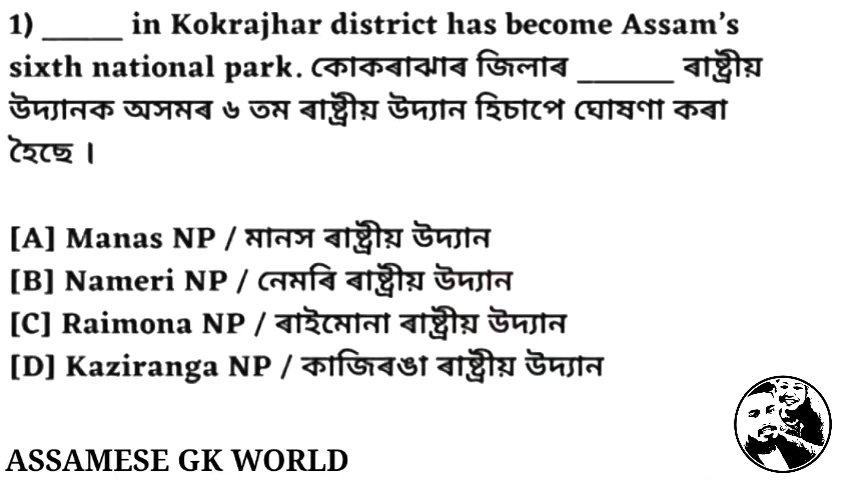 1) _____ in Kokrajhar district has become Assam's
sixth national park. কোকৰাঝাৰ জিলাৰ ______ ৰাষ্ট্ৰীয়
উদ্যানক অসমৰ ৬ তম ৰাষ্ট্ৰীয় উদ্যান হিচাপে ঘোষণা কৰা
হৈছে ।
[A] Manas NP / মানস ৰাষ্ট্ৰীয় উদ্যান
[B] Nameri NP / নেমৰি ৰাষ্ট্ৰীয় উদ্যান
[C] Raimona NP / ৰাইমোনা ৰাষ্ট্ৰীয় উদ্যান
[D] Kaziranga NP / কাজিৰঙা ৰাষ্ট্ৰীয় উদ্যান
ASSAMESE GK WORLD